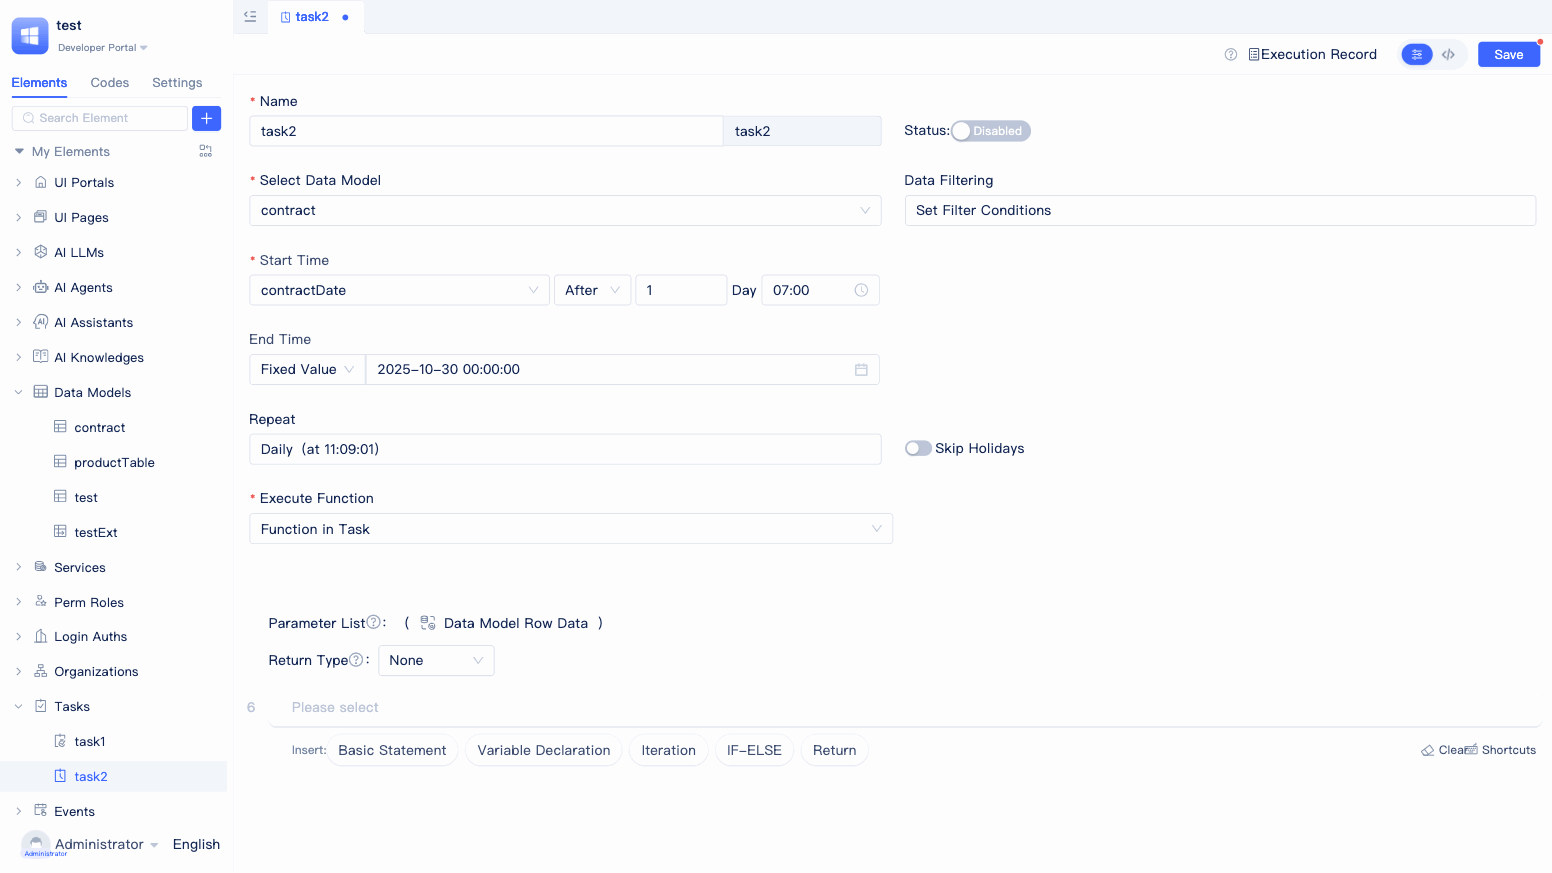 test
Developer Portal
Elements Codes Settings
Search Element
My Elements
UI Portals
UI Pages
AI LLMs
AI Agents
AI Assistants
AI Knowledges
Data Models
contract
productTable
test
testExt
Services
Perm Roles
Login Auths
Organizations
Tasks
task1
task2
Events
Administrator English
Administrator
task2
Execution Record
Save
* Name
task2 task2
Status: Disabled
* Select Data Model
contract
Data Filtering
Set Filter Conditions
* Start Time
contractDate After 1 Day 07:00
End Time
Fixed Value 2025-10-30 00:00:00
Repeat
Daily (at 11:09:01)
Skip Holidays
* Execute Function
Function in Task
Parameter List : ( Data Model Row Data )
Return Type : None
6 Please select
Insert: Basic Statement Variable Declaration Iteration IF-ELSE Return
Clear Shortcuts